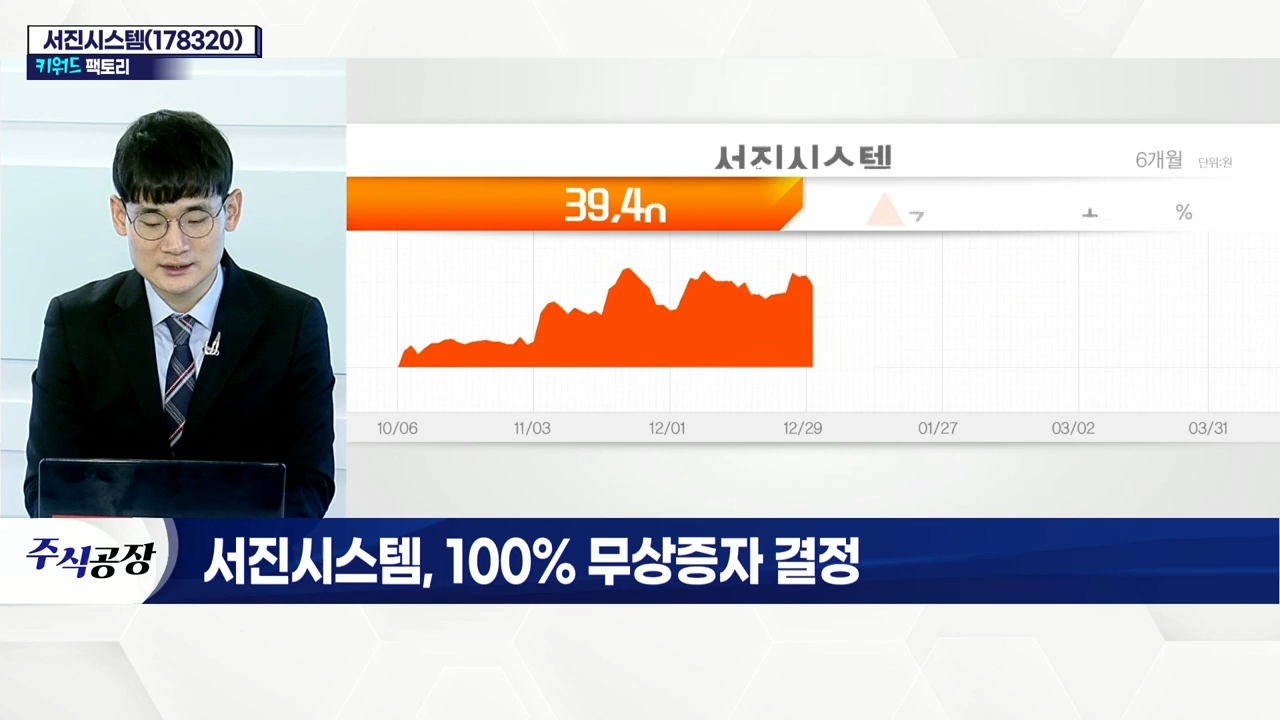 서진시스템(178320)
키워드 팩토리
서진시스템
6개월 단위:원
39,4
%
10/06 11/03 12/01 12/29 01/27 03/02 03/31
주식공장
서진시스템, 100% 무상증자 결정